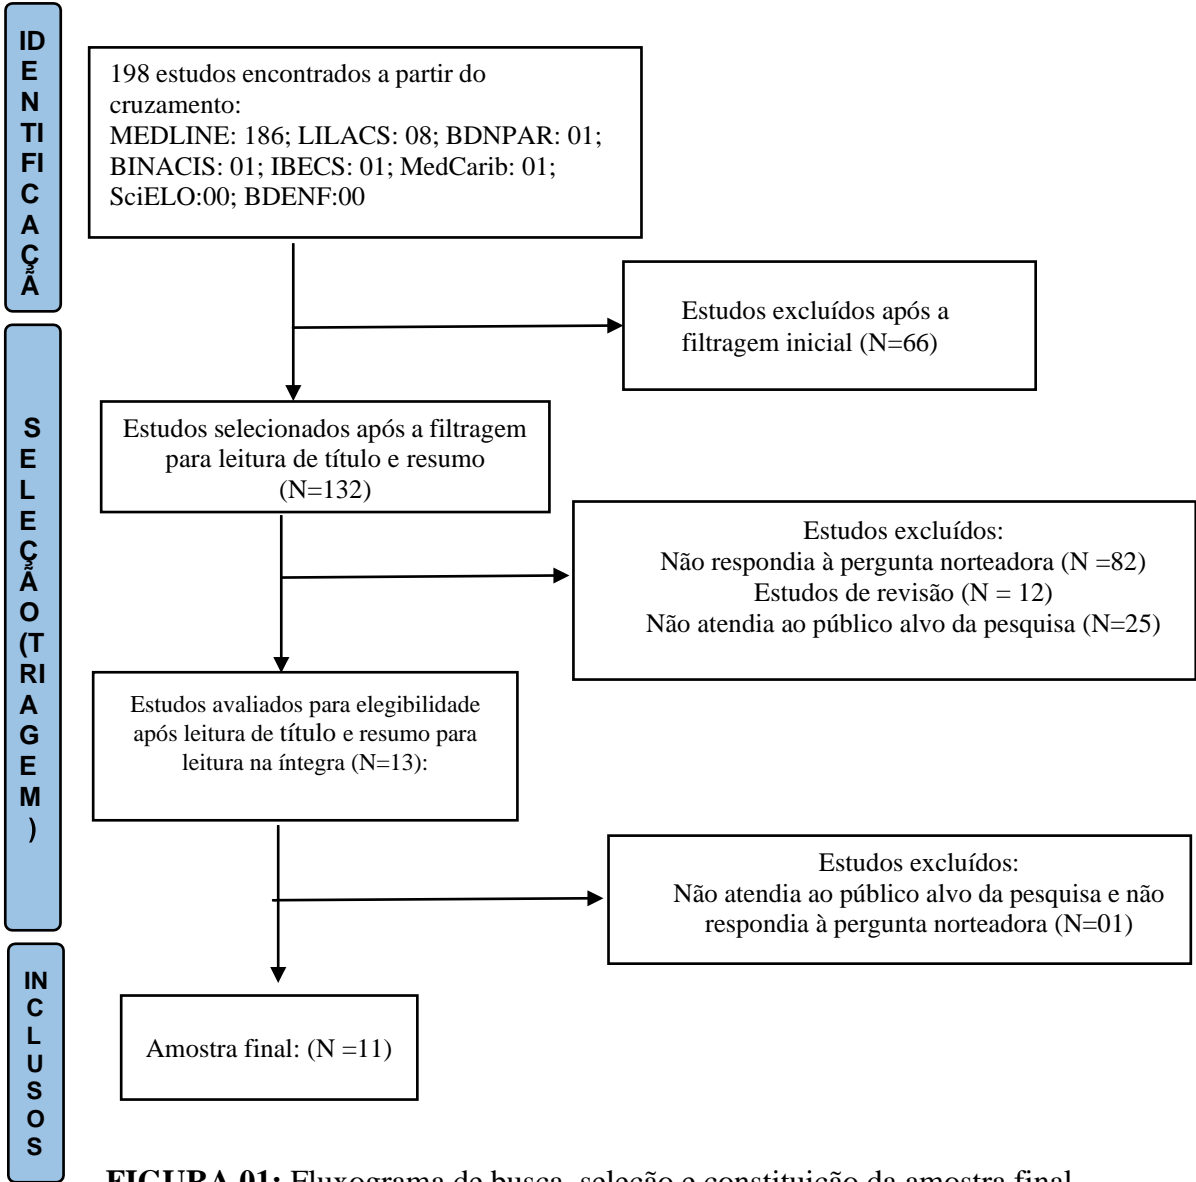 ID
E
N
TI
FI
C
A
Ç
Ã
198 estudos encontrados a partir do
cruzamento:
MEDLINE: 186; LILACS: 08; BDNPAR: 01;
BINACIS: 01; IBECS: 01; MedCarib: 01;
SciELO:00; BDENF:00
Estudos excluídos após a
filtragem inicial (N=66)
S
E
L
E
Ç
Ã
O
(T
RI
A
G
E
M
)
Estudos selecionados após a filtragem
para leitura de título e resumo
(N=132)
Estudos excluídos:
Não respondia à pergunta norteadora (N =82)
Estudos de revisão (N = 12)
Não atendia ao público alvo da pesquisa (N=25)
Estudos avaliados para elegibilidade
após leitura de título e resumo para
leitura na íntegra (N=13):
Estudos excluídos:
Não atendia ao público alvo da pesquisa e não
respondia à pergunta norteadora (N=01)
IN
C
L
U
S
O
S
Amostra final: (N =11)
FIGURA 01: Fluxograma de busca, seleção e constituição da amostra final